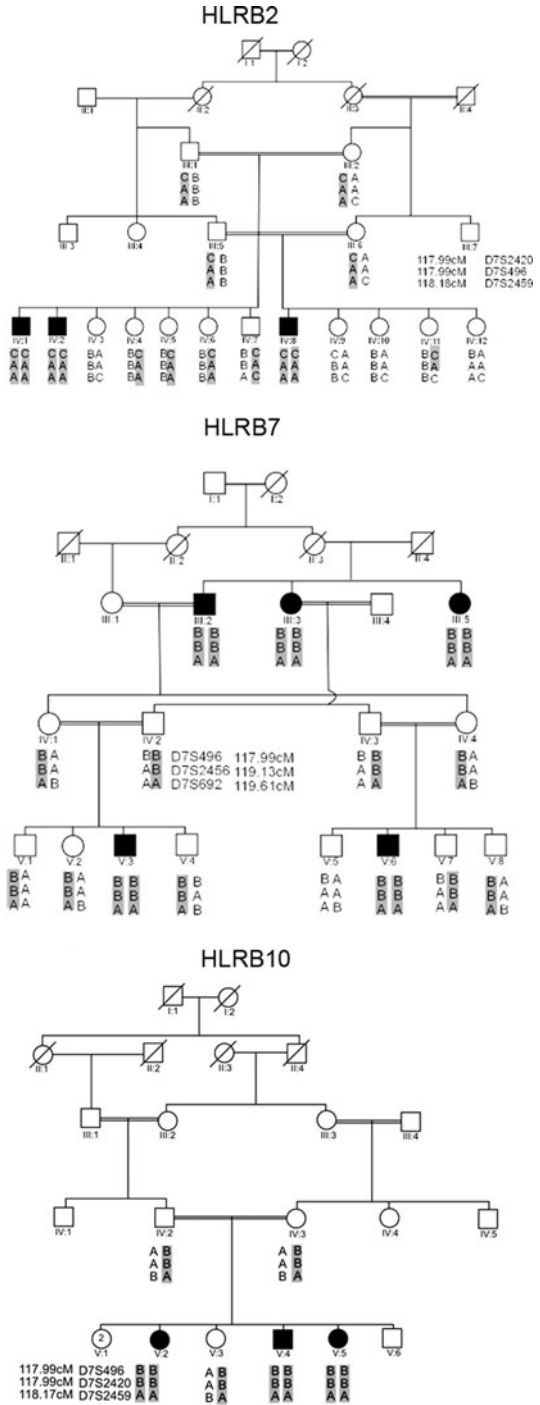 HLRB2
I:1 I:2
II:1 II:2 II:3 II:4
III:1 III:2
C B C A
A B A A
A B A C
III:3 III:4 III:5 III:6 III:7
C B C A 117.99cM D7S2420
A B A A 117.99cM D7S496
A B A C 118.18cM D7S2459
IV:1 IV:2 IV:3 IV:4 IV:5 IV:6 IV:7 IV:8 IV:9 IV:10 IV:11 IV:12
C C C C B A B C B C B C B C C C C A B A B C B A
A A A A B A B A B A B A B A A A B A B A B A A A
A A A A B C B A B A B A A C A A B C B C B C A C
HLRB7
I:1 I:2
II:1 II:2 II:3 II:4
III:1 III:2 III:3 III:4 III:5
B B B B B B
B B B B B B
A A A A A A
IV:1 IV:2 IV:3 IV:4
B A B B D7S496 117.99cM B B B A
B A A B D7S2456 119.13cM A B B A
A B A A D7S692 119.61cM A A A B
V:1 V:2 V:3 V:4 V:5 V:6 V:7 V:8
B A B A B B B B B A B B B B B A
B A B A B B B A A A B B A B B A
A A A B A A A B A B A A A A A B
HLRB10
I:1 I:2
II:1 II:2 II:3 II:4
III:1 III:2 III:3 III:4
IV:1 IV:2 IV:3 IV:4 IV:5
A B A B
A B A B
B A B A
2
V:1 V:2 V:3 V:4 V:5 V:6
117.99cM D7S496 B B A B B B B B
117.99cM D7S2420 B B A B B B B B
118.17cM D7S2459 A A B A A A A A